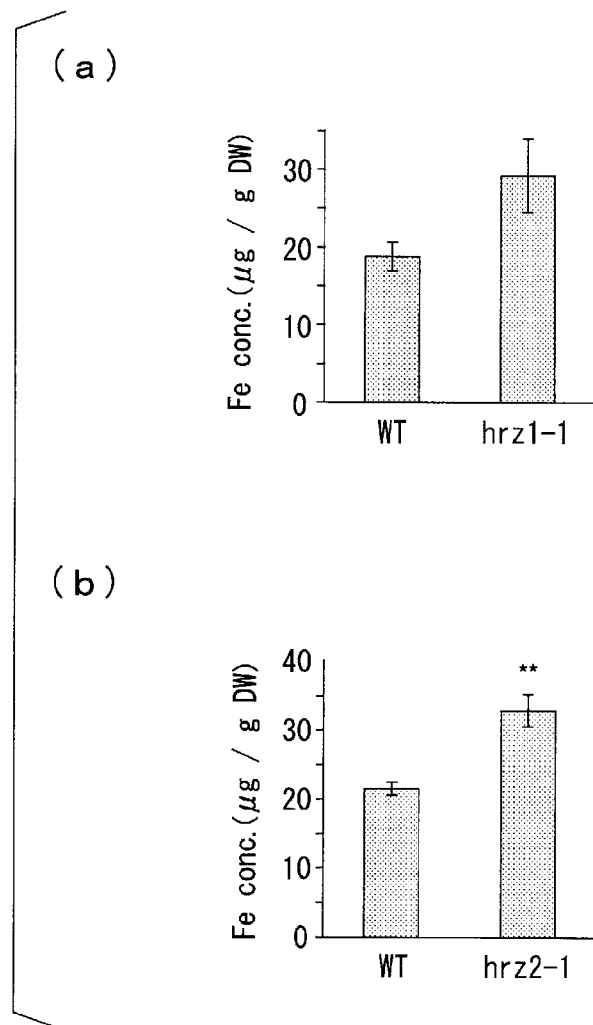 (a)
Fe conc.(μg / g DW)
30
20
10
0
WT hrz1-1
(b)
Fe conc.(μg / g DW)
40
30
20
10
0
**
WT hrz2-1